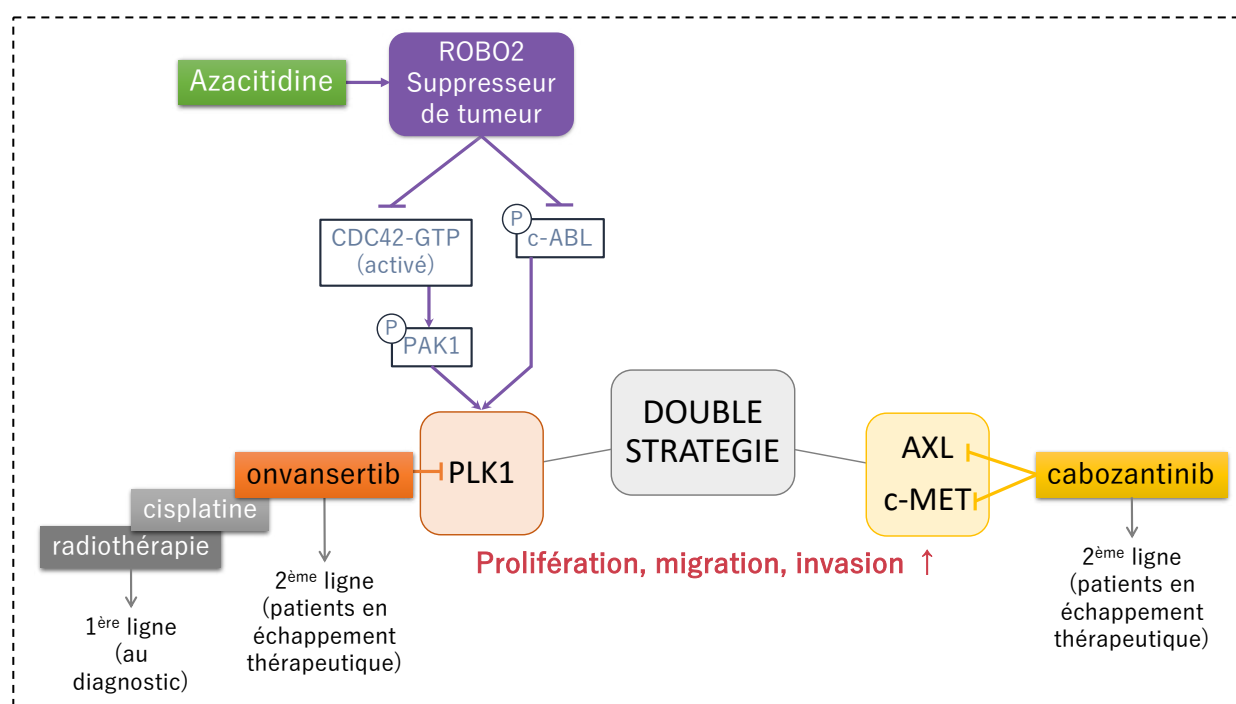 Azacitidine
ROBO2
Suppresseur
de tumeur
CDC42-GTP
(activé)
P
c-ABL
P
PAK1
DOUBLE
STRATEGIE
PLK1
AXL
c-MET
onvansertib
cisplatine
radiothérapie
cabozantinib
Prolifération, migration, invasion ↑
1ère ligne
(au
diagnostic)
2ème ligne
(patients en
échappement
thérapeutique)
2ème ligne
(patients en
échappement
thérapeutique)